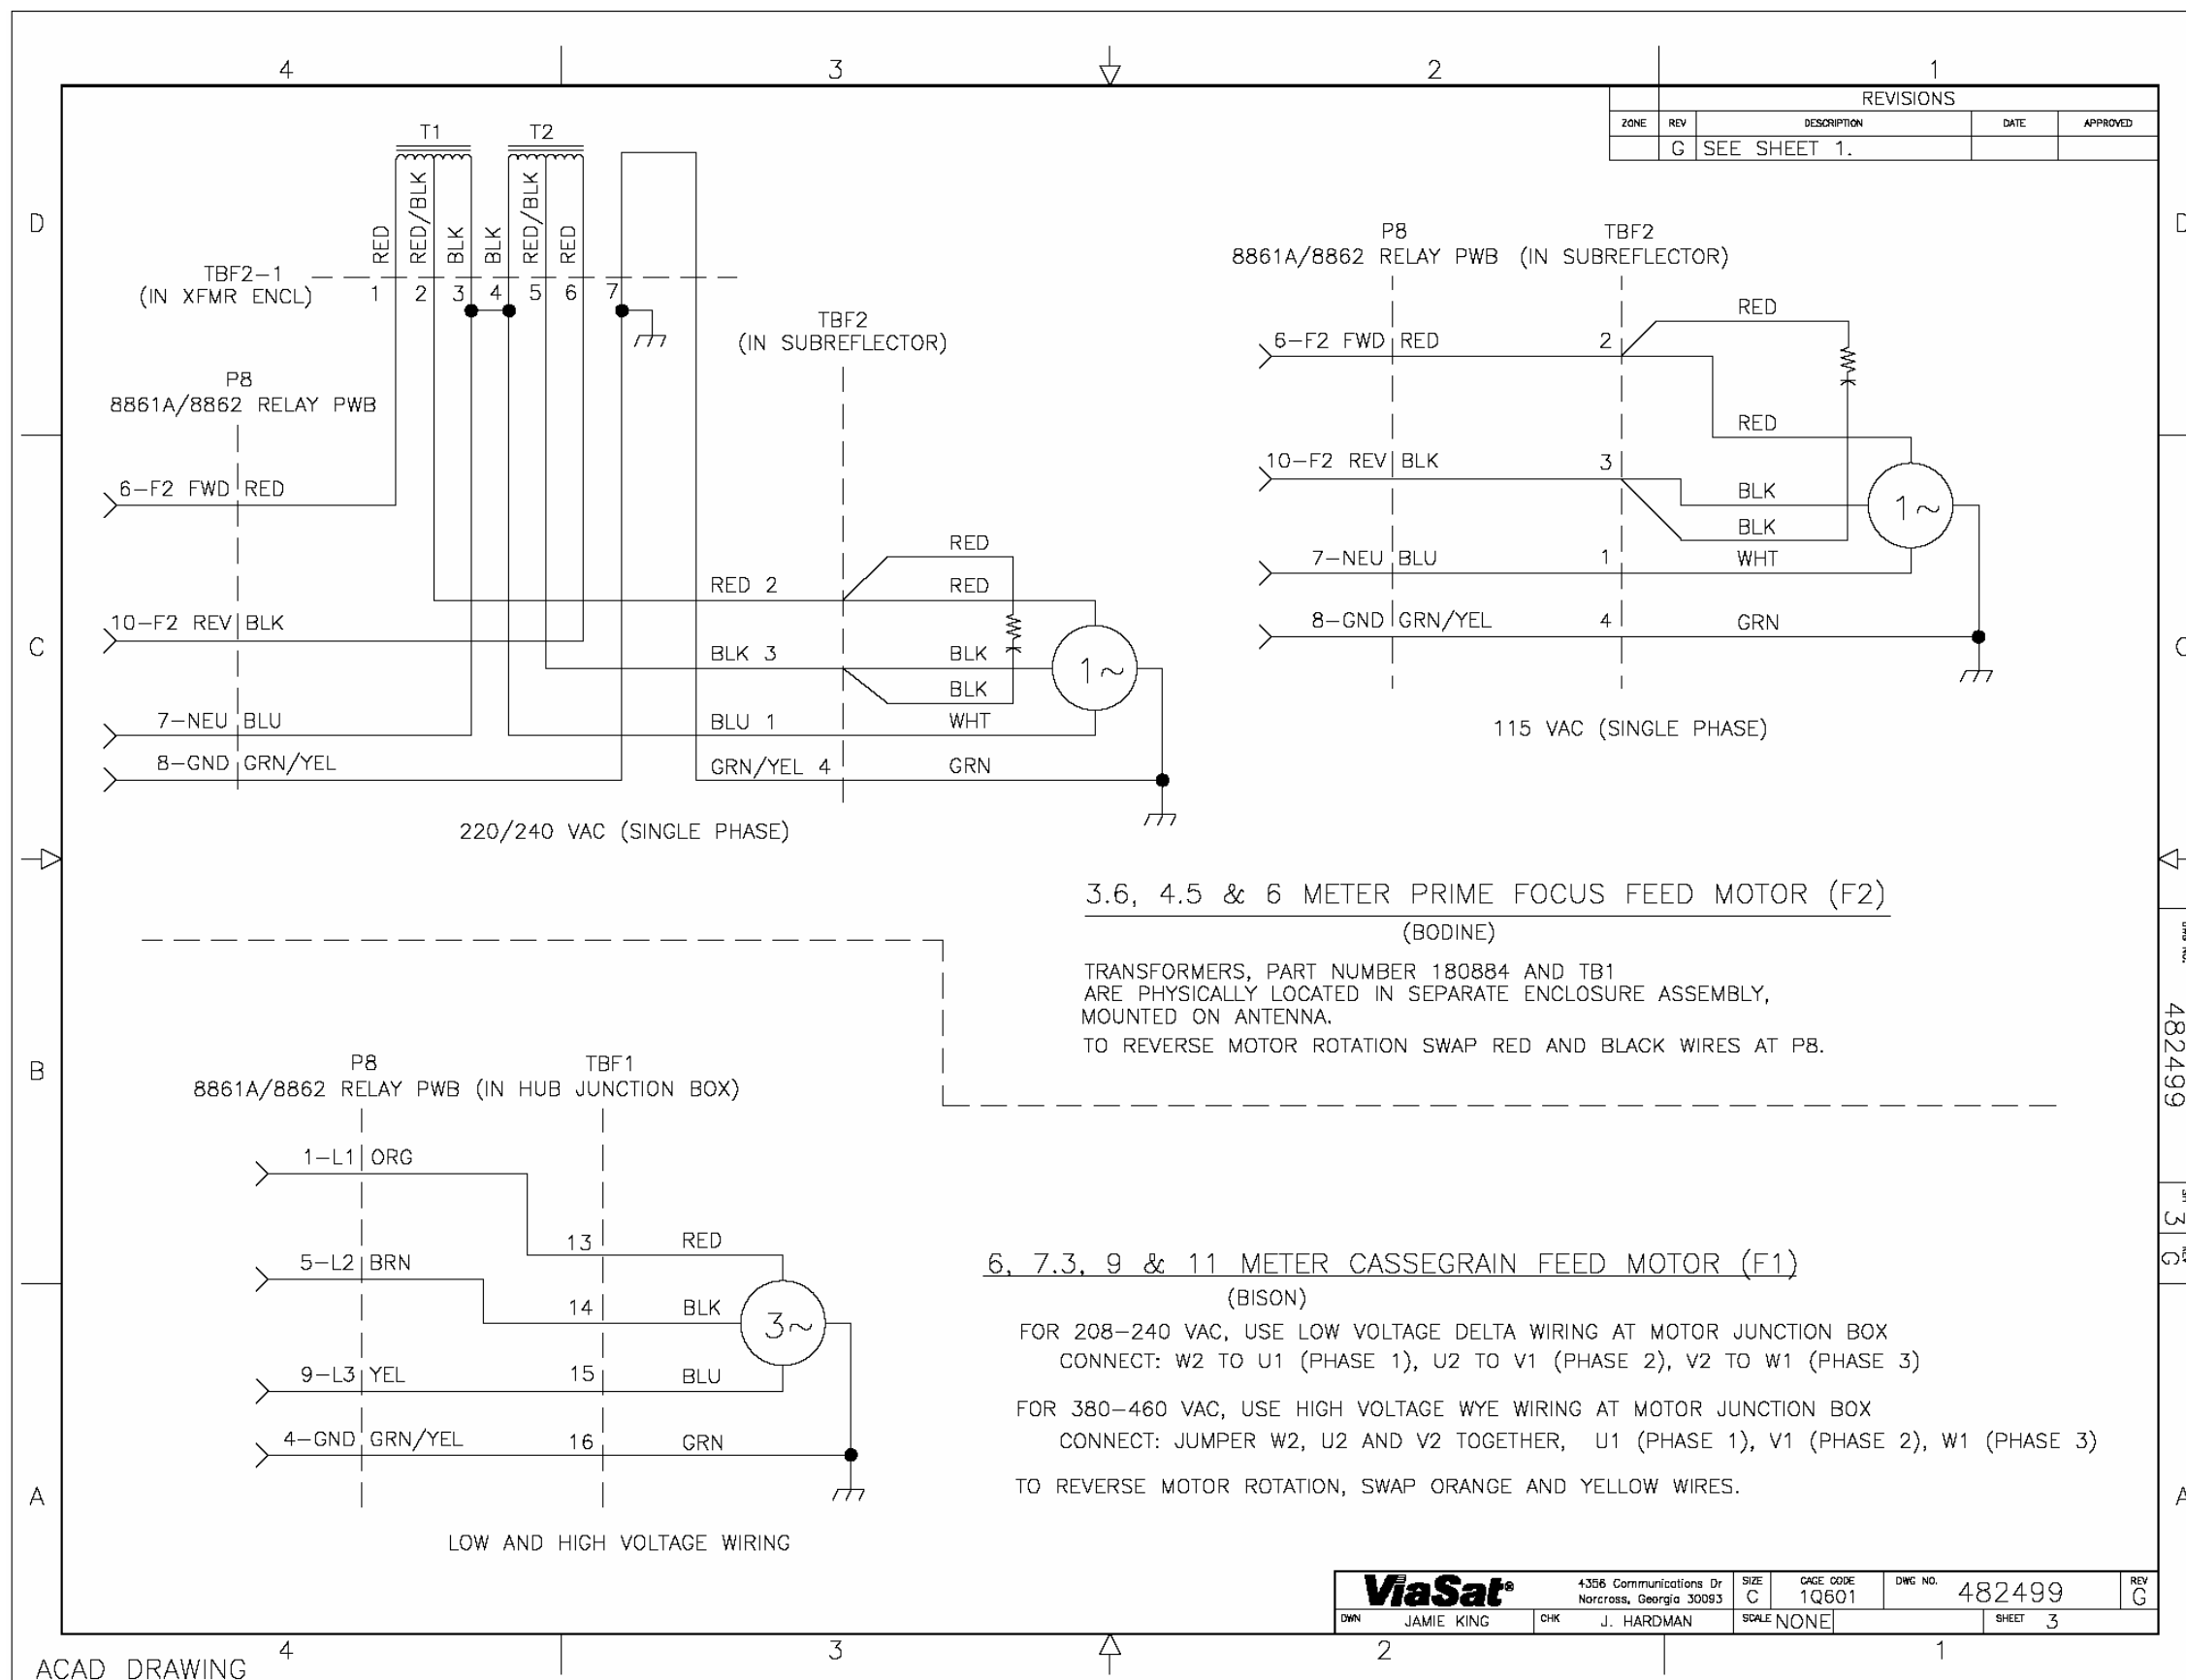 4 3 2 1
REVISIONS
ZONE REV DESCRIPTION DATE APPROVED
G SEE SHEET 1.
D D
T1 T2
RED RED/BLK BLK BLK RED/BLK RED
TBF2-1
(IN XFMR ENCL)
1 2 3 4 5 6 7
TBF2
(IN SUBREFLECTOR)
P8
8861A/8862 RELAY PWB
6-F2 FWD RED
10-F2 REV BLK
7-NEU BLU
8-GND GRN/YEL
RED
RED 2 RED
BLK 3 BLK
BLK
BLU 1 WHT
GRN/YEL 4 GRN
1~
220/240 VAC (SINGLE PHASE)
P8 TBF2
8861A/8862 RELAY PWB (IN SUBREFLECTOR)
RED
6-F2 FWD RED 2
RED
10-F2 REV BLK 3
BLK
BLK
1~
7-NEU BLU 1 WHT
8-GND GRN/YEL 4 GRN
115 VAC (SINGLE PHASE)
C C
3.6, 4.5 & 6 METER PRIME FOCUS FEED MOTOR (F2)
(BODINE)
TRANSFORMERS, PART NUMBER 180884 AND TB1
ARE PHYSICALLY LOCATED IN SEPARATE ENCLOSURE ASSEMBLY,
MOUNTED ON ANTENNA.
TO REVERSE MOTOR ROTATION SWAP RED AND BLACK WIRES AT P8.
B
482499
3
G
P8 TBF1
8861A/8862 RELAY PWB (IN HUB JUNCTION BOX)
1-L1 ORG
13 RED
5-L2 BRN
14 BLK
3~
9-L3 YEL 15 BLU
4-GND GRN/YEL 16 GRN
LOW AND HIGH VOLTAGE WIRING
6, 7.3, 9 & 11 METER CASSEGRAIN FEED MOTOR (F1)
(BISON)
FOR 208-240 VAC, USE LOW VOLTAGE DELTA WIRING AT MOTOR JUNCTION BOX
CONNECT: W2 TO U1 (PHASE 1), U2 TO V1 (PHASE 2), V2 TO W1 (PHASE 3)
FOR 380-460 VAC, USE HIGH VOLTAGE WYE WIRING AT MOTOR JUNCTION BOX
CONNECT: JUMPER W2, U2 AND V2 TOGETHER, U1 (PHASE 1), V1 (PHASE 2), W1 (PHASE 3)
TO REVERSE MOTOR ROTATION, SWAP ORANGE AND YELLOW WIRES.
A A
ViaSat®
4356 Communications Dr
Norcross, Georgia 30093
SIZE C
CAGE CODE 1Q601
DWG NO. 482499
REV G
DWN JAMIE KING CHK J. HARDMAN SCALE NONE SHEET 3
4 3 2 1
ACAD DRAWING